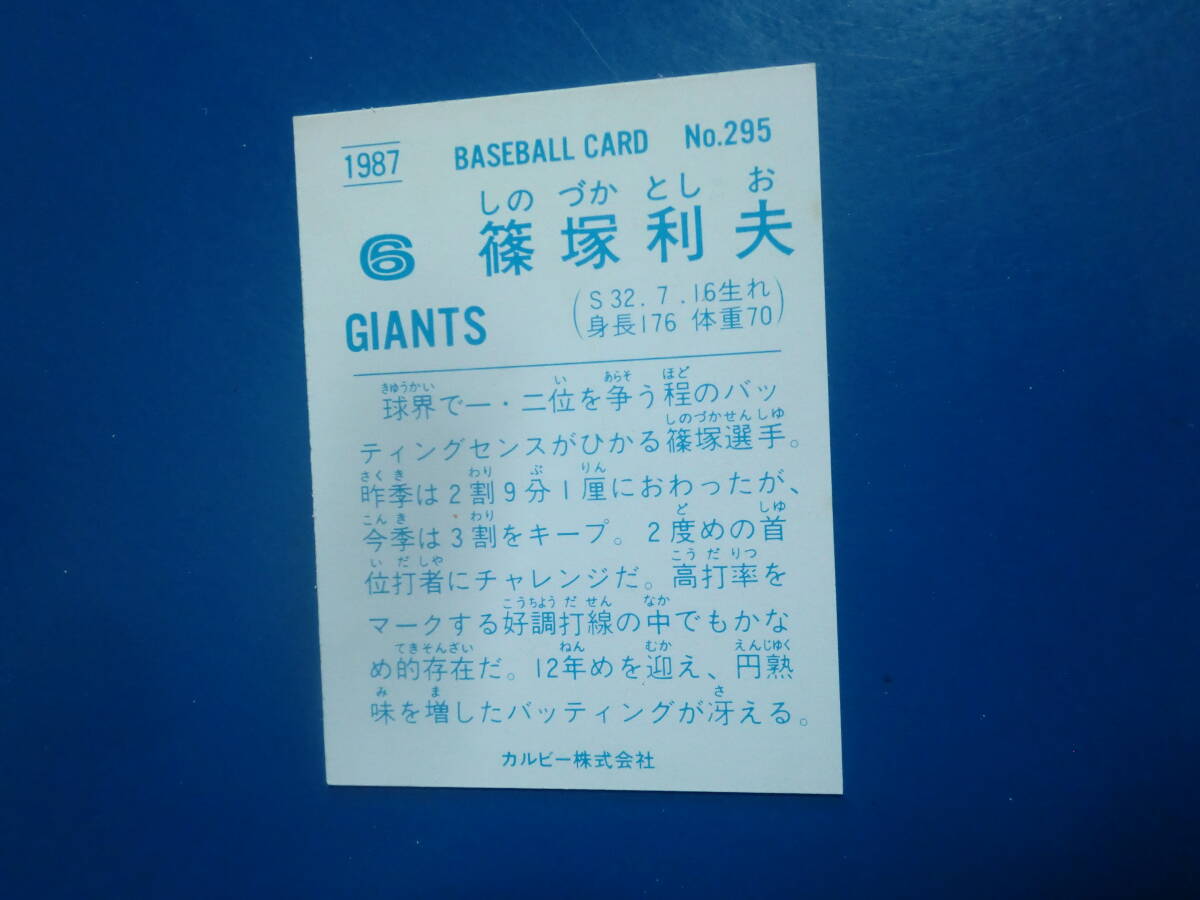 1987 BASEBALL CARD No.295
しの づか とし お
6 篠塚利夫
GIANTS
(S32.7.16生れ
身長176 体重70)
きゆうかい い あらそ ほど
球界で一・二位を争う程のバッ
しのづかせんしゆ
ティングセンスがひかる篠塚選手。
さくき わり ぶ りん
昨季は2割9分1厘におわったが、
こんき わり ど しゆ
今季は3割をキープ。2度めの首
いだしや こうだりつ
位打者にチャレンジだ。高打率を
こうちようだせん なか
マークする好調打線の中でもかな
てきそんざい ねん むか えんじゆく
め的存在だ。12年めを迎え、円熟
み ま さ
味を増したバッティングが冴える。
カルビー株式会社